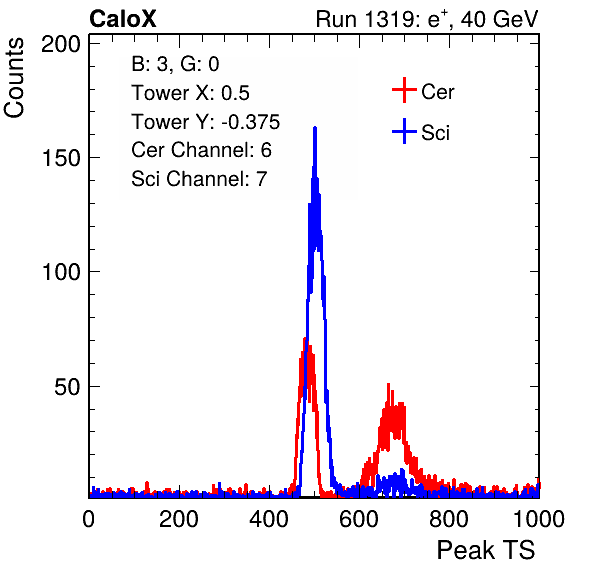 CaloX Run 1319: e⁺, 40 GeV
B: 3, G: 0
Tower X: 0.5
Tower Y: -0.375
Cer Channel: 6
Sci Channel: 7
Cer
Sci
Counts
200
150
100
50
0 200 400 600 800 1000
Peak TS